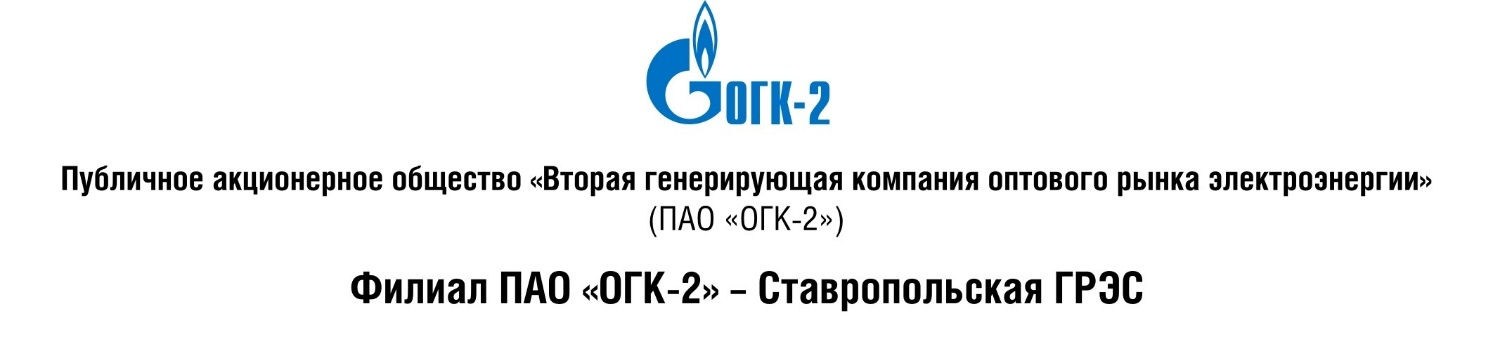 ОГК-2
Публичное акционерное общество «Вторая генерирующая компания оптового рынка электроэнергии»
(ПАО «ОГК-2»)
Филиал ПАО «ОГК-2» – Ставропольская ГРЭС